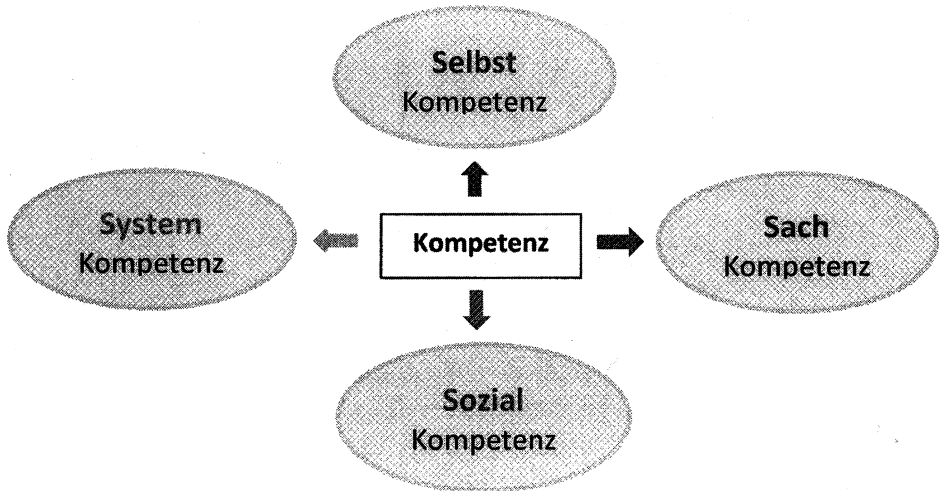 Selbst
Kompetenz
System
Kompetenz
Kompetenz
Sach
Kompetenz
Sozial
Kompetenz